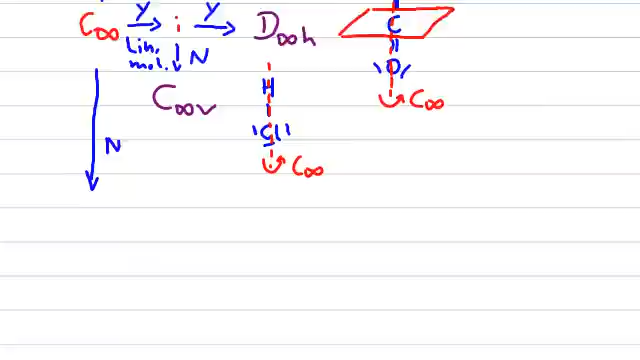 C∞ Y i Y D∞h C
Lin. mol. N O
C∞v H C∞
N Cl
C∞